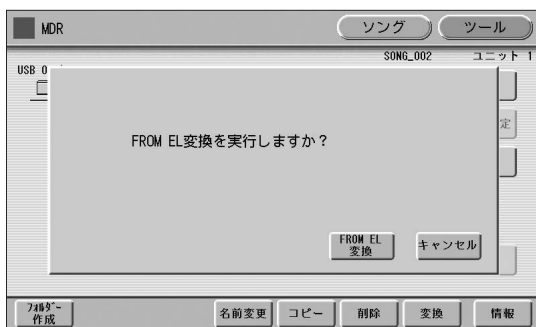 MDR
ソング
ツール
SONG_002
ユニット 1
USB 0
定
FROM EL変換を実行しますか？
FROM EL
変換
キャンセル
フォルダー
作成
名前変更
コピー
削除
変換
情報